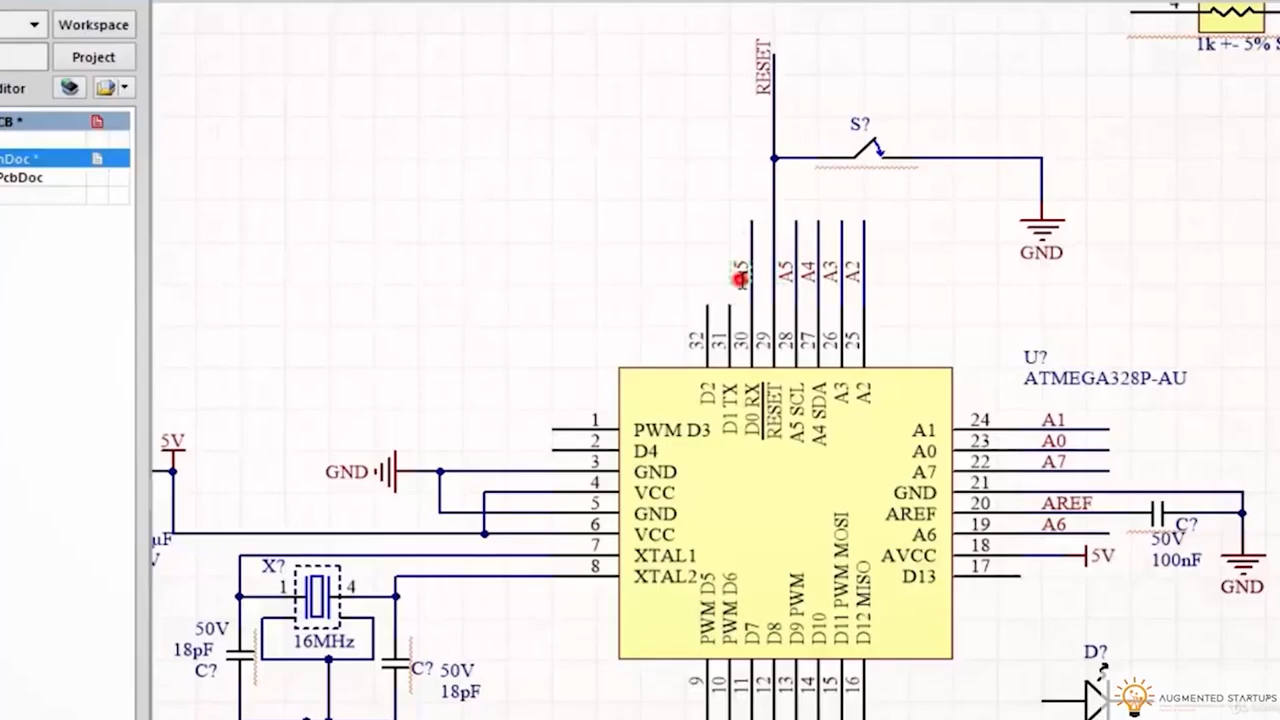 Workspace
Project
ditor
CB *
nDoc *
PcbDoc
4
1k +- 5%
RESET
S?
GND
A5
A4
A3
A2
32
31
30
29
28
27
26
25
U?
ATMEGA328P-AU
D2
D1 TX
D0 RX
RESET
A5 SCL
A4 SDA
A3
A2
1
PWM D3
2
D4
3
GND
4
VCC
5
GND
6
VCC
7
XTAL1
8
XTAL2
A1
24
A1
A0
23
A0
A7
22
A7
GND
21
AREF
20
AREF
A6
19
A6
AVCC
18
5V
D13
17
C?
50V
100nF
GND
5V
GND
µF
V
X?
1
4
16MHz
50V
18pF
C?
C?
50V
18pF
PWM D5
PWM D6
D7
D8
D9 PWM
D10
D11 PWM MOSI
D12 MISO
9
10
11
12
13
14
15
16
D?
AUGMENTED STARTUPS